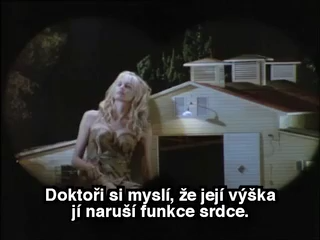 Doktoři si myslí, že její výška
jí naruší funkce srdce.